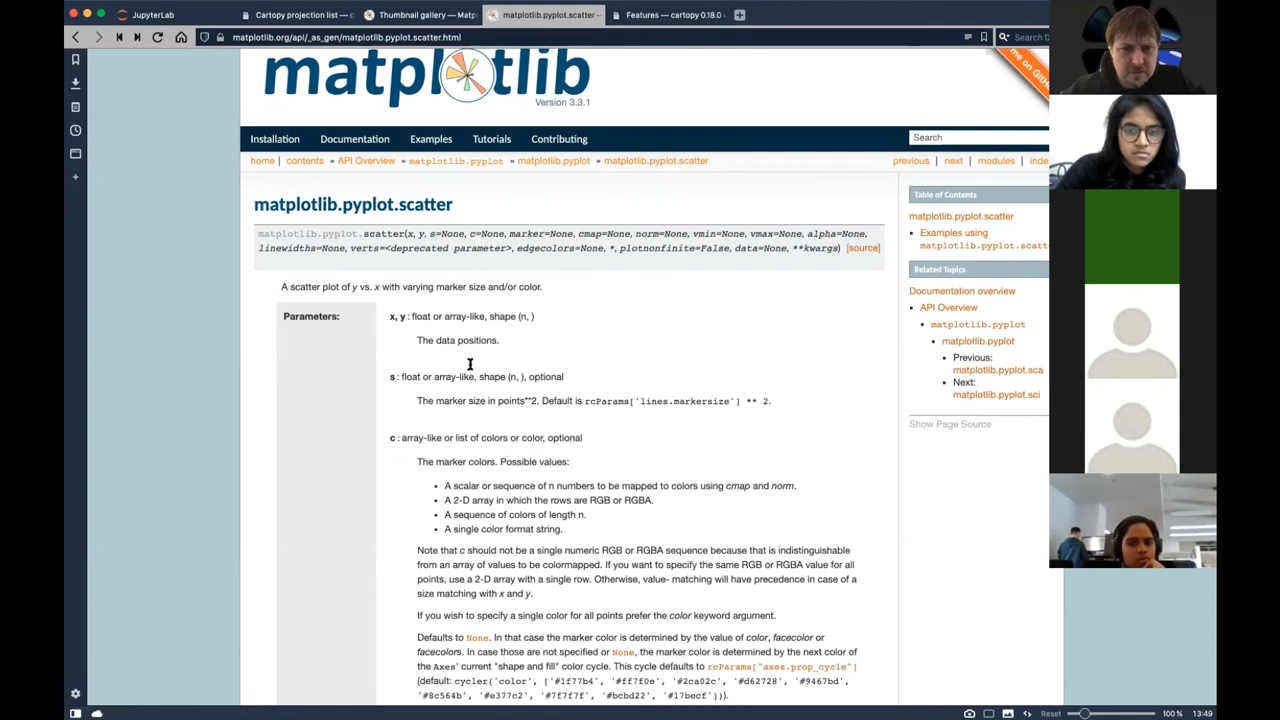 JupyterLab
Cartopy projection list — c
Thumbnail gallery — Matp
matplotlib.pyplot.scatter —
Features — cartopy 0.18.0
matplotlib.org/api/_as_gen/matplotlib.pyplot.scatter.html
Search D
matplotlib
Version 3.3.1
me on GitH
Installation Documentation Examples Tutorials Contributing
Search
home | contents » API Overview » matplotlib.pyplot » matplotlib.pyplot » matplotlib.pyplot.scatter
previous | next | modules | inde
matplotlib.pyplot.scatter
matplotlib.pyplot.scatter(x, y, s=None, c=None, marker=None, cmap=None, norm=None, vmin=None, vmax=None, alpha=None,
linewidths=None, verts=<deprecated parameter>, edgecolors=None, *, plotnonfinite=False, data=None, **kwargs) [source]
A scatter plot of y vs. x with varying marker size and/or color.
Parameters:
x, y : float or array-like, shape (n, )
The data positions.
s : float or array-like, shape (n, ), optional
The marker size in points**2. Default is rcParams['lines.markersize'] ** 2.
c : array-like or list of colors or color, optional
The marker colors. Possible values:
• A scalar or sequence of n numbers to be mapped to colors using cmap and norm.
• A 2-D array in which the rows are RGB or RGBA.
• A sequence of colors of length n.
• A single color format string.
Note that c should not be a single numeric RGB or RGBA sequence because that is indistinguishable
from an array of values to be colormapped. If you want to specify the same RGB or RGBA value for all
points, use a 2-D array with a single row. Otherwise, value- matching will have precedence in case of a
size matching with x and y.
If you wish to specify a single color for all points prefer the color keyword argument.
Defaults to None. In that case the marker color is determined by the value of color, facecolor or
facecolors. In case those are not specified or None, the marker color is determined by the next color of
the Axes' current "shape and fill" color cycle. This cycle defaults to rcParams["axes.prop_cycle"]
(default: cycler('color', ['#1f77b4', '#ff7f0e', '#2ca02c', '#d62728', '#9467bd',
'#8c564b', '#e377c2', '#7f7f7f', '#bcbd22', '#17becf'])).
Table of Contents
matplotlib.pyplot.scatter
• Examples using
matplotlib.pyplot.scatt
Related Topics
Documentation overview
• API Overview
• matplotlib.pyplot
• matplotlib.pyplot
• Previous:
matplotlib.pyplot.sca
• Next:
matplotlib.pyplot.sci
Show Page Source
Reset
100 %
13:49